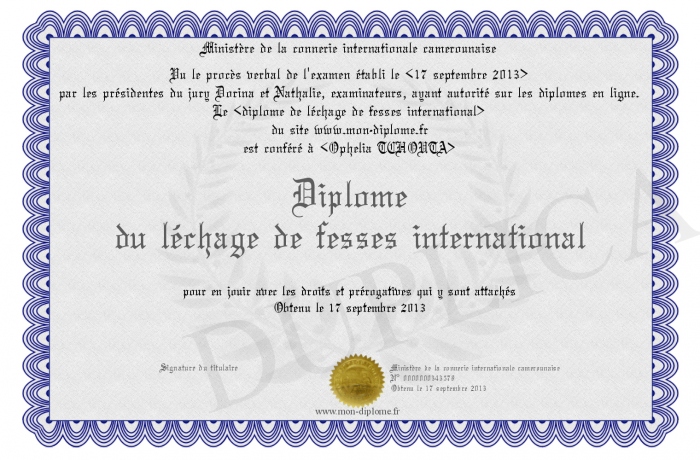 Ministère de la connerie internationale camerounaise
Vu le procès verbal de l'examen établi le <17 septembre 2013>
par les présidentes du jury Dorina et Nathalie, examinateurs, ayant autorité sur les diplomes en ligne.
Le <diplome de léchage de fesses international>
du site www.mon-diplome.fr
est conféré à <Ophelia TCHOUTA>
Diplome
du léchage de fesses international
DUPLICATA
pour en jouir avec les droits et prérogatives qui y sont attachés
Obtenu le 17 septembre 2013
Signature du titulaire
Ministère de la connerie internationale camerounaise
N° 0000000343379
Obtenu le 17 septembre 2013
www.mon-diplome.fr